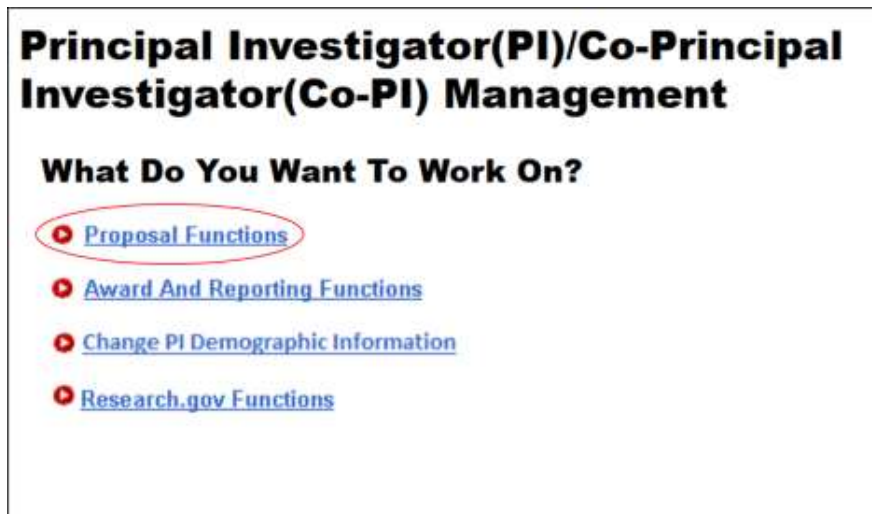 Principal Investigator(PI)/Co-Principal
Investigator(Co-PI) Management
What Do You Want To Work On?
Proposal Functions
Award And Reporting Functions
Change PI Demographic Information
Research.gov Functions